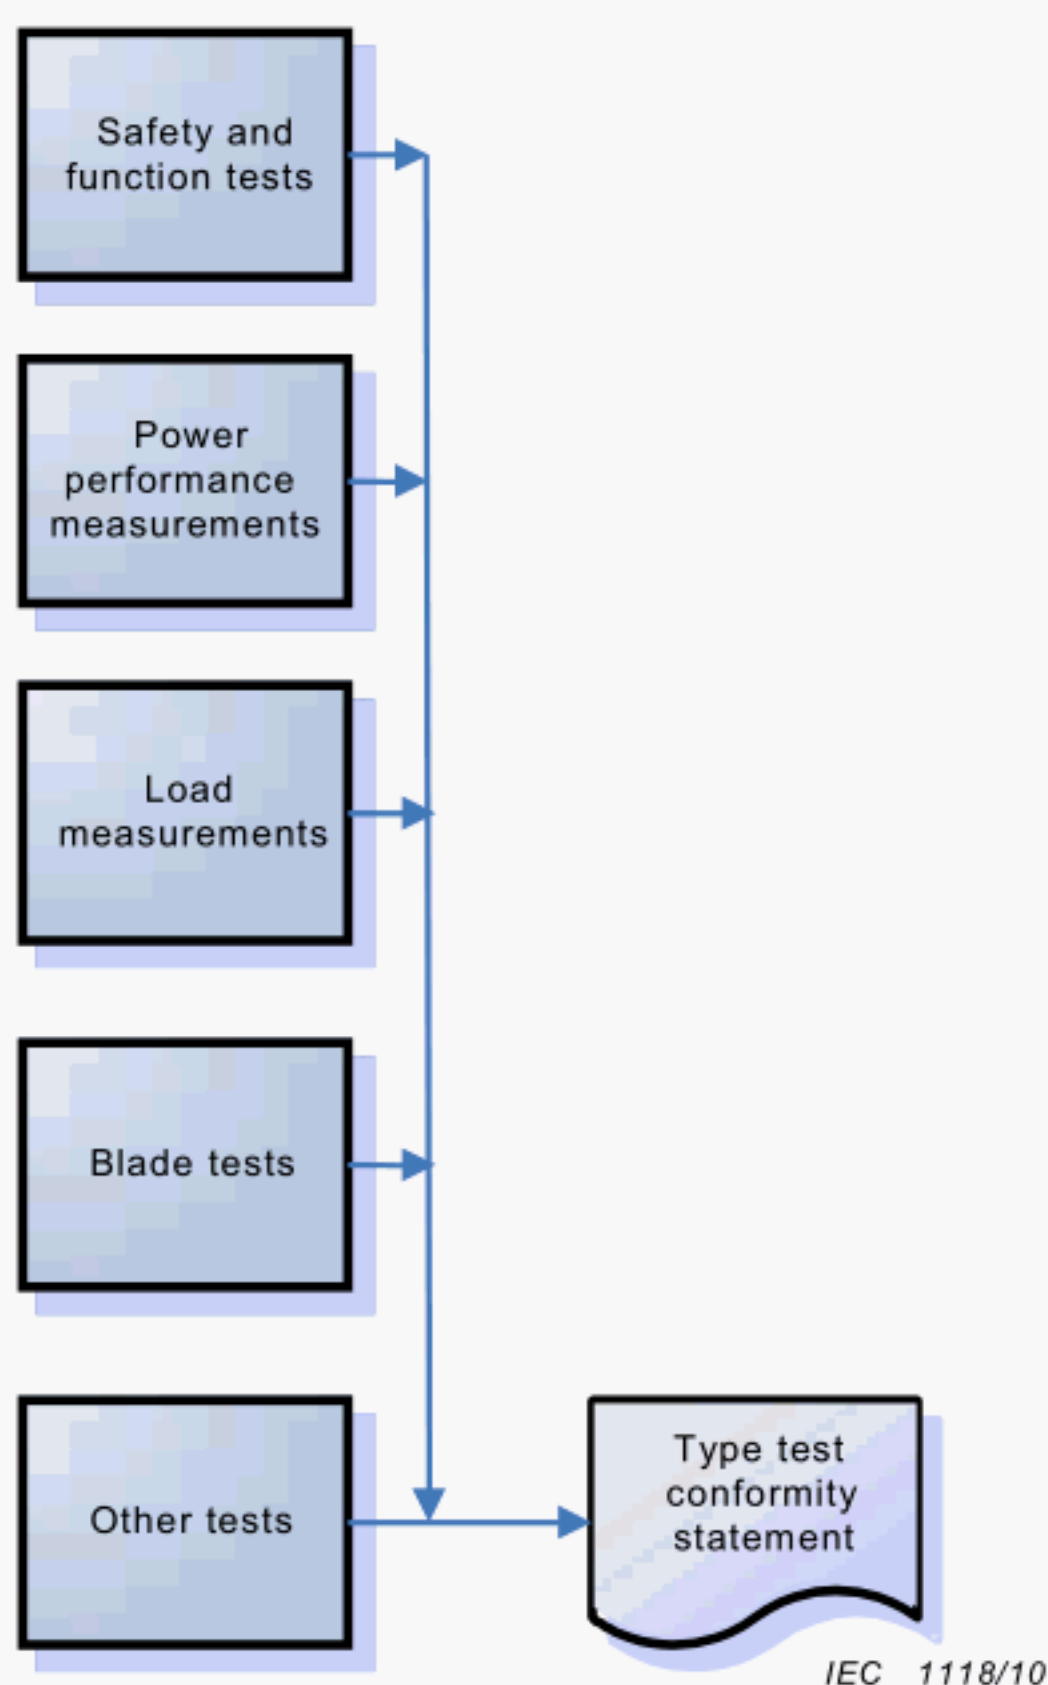 Safety and
function tests
Power
performance
measurements
Load
measurements
Blade tests
Other tests
Type test
conformity
statement
IEC 1118/10